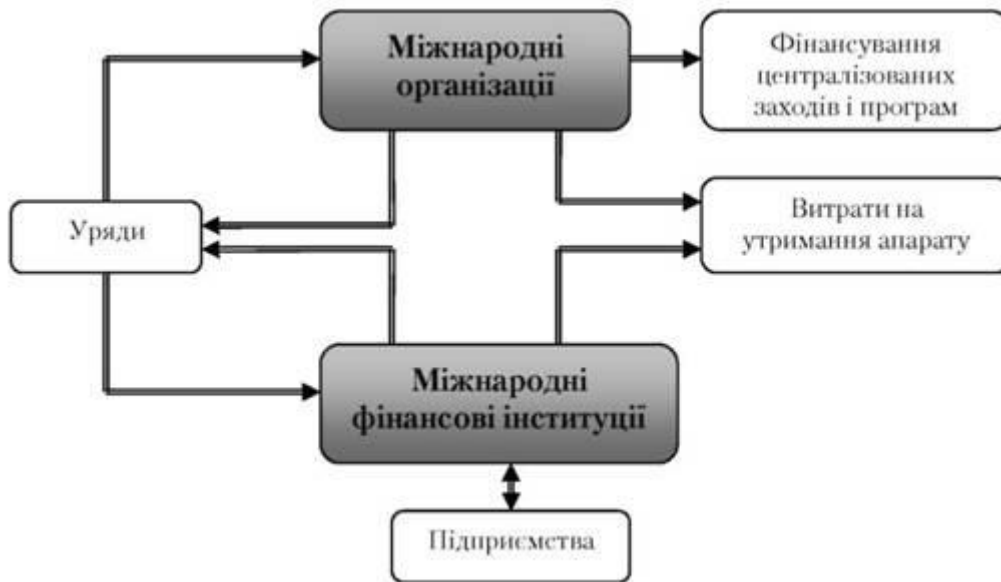 Міжнародні
організації
Фінансування
централізованих
заходів і програм
Уряди
Витрати на
утримання апарату
Міжнародні
фінансові інституції
Підприємства